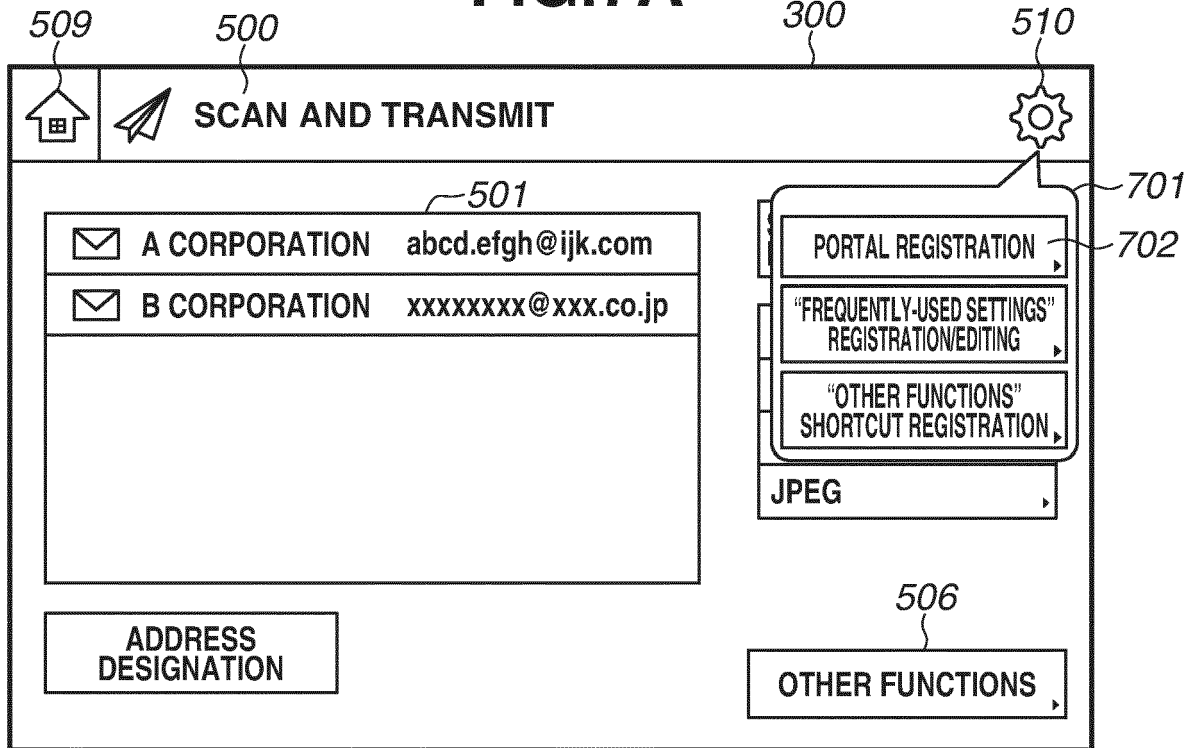 509 500 300 510
SCAN AND TRANSMIT
501 701
A CORPORATION abcd.efgh@ijk.com
PORTAL REGISTRATION 702
B CORPORATION xxxxxxxx@xxx.co.jp
"FREQUENTLY-USED SETTINGS"
REGISTRATION/EDITING
"OTHER FUNCTIONS"
SHORTCUT REGISTRATION
JPEG
506
ADDRESS
DESIGNATION
OTHER FUNCTIONS